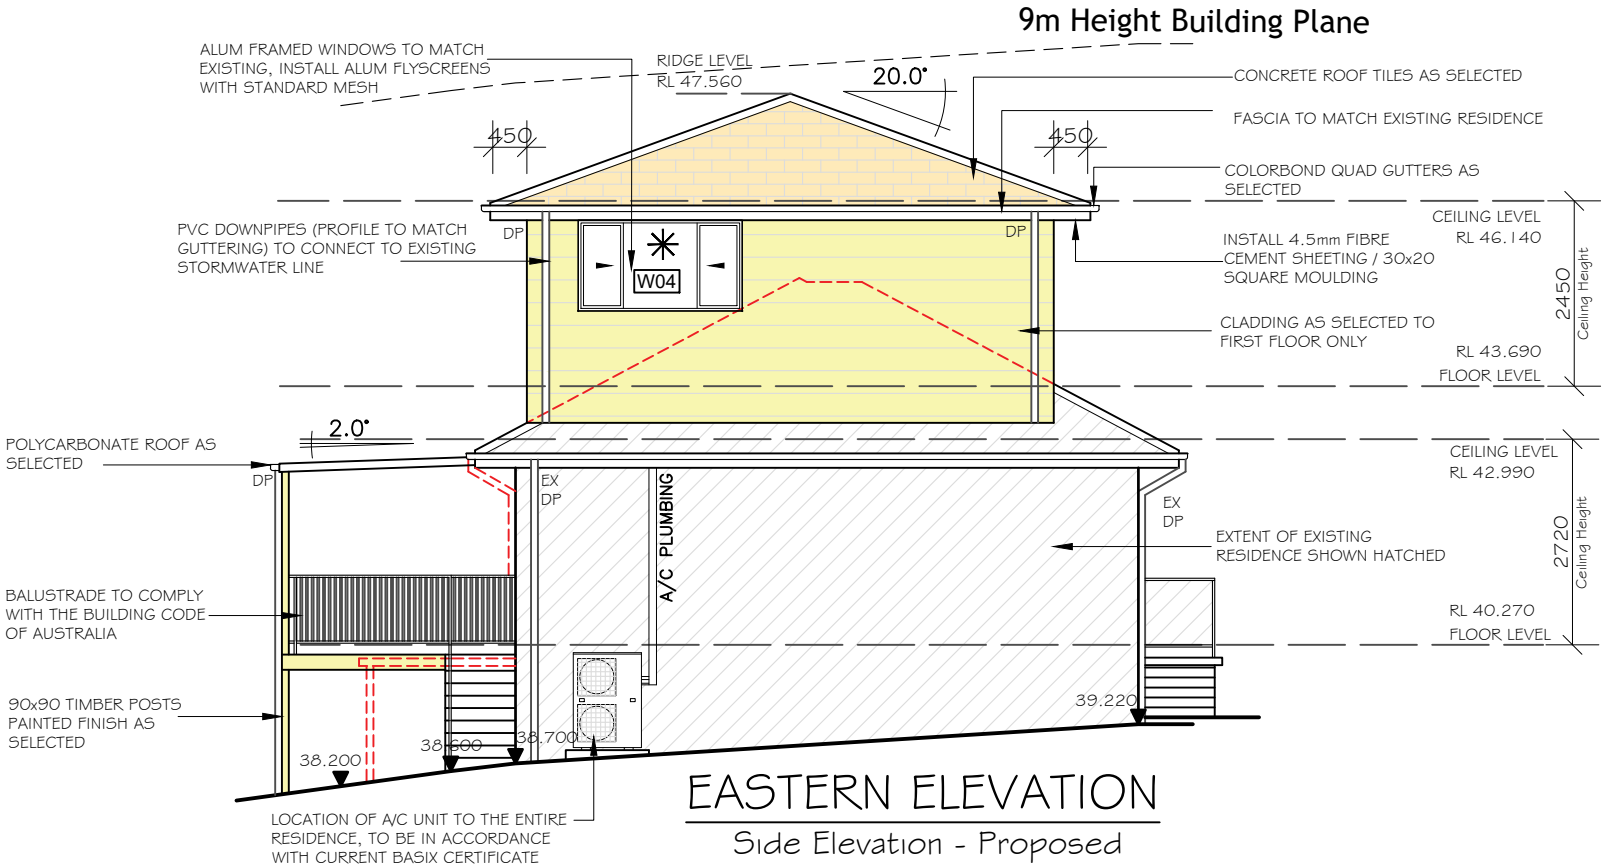 9m Height Building Plane
ALUM FRAMED WINDOWS TO MATCH
EXISTING, INSTALL ALUM FLYSCREENS
WITH STANDARD MESH
RIDGE LEVEL
RL 47.560
20.0°
CONCRETE ROOF TILES AS SELECTED
FASCIA TO MATCH EXISTING RESIDENCE
450
450
COLORBOND QUAD GUTTERS AS
SELECTED
PVC DOWNPIPES (PROFILE TO MATCH
GUTTERING) TO CONNECT TO EXISTING
STORMWATER LINE
DP
DP
W04
CEILING LEVEL
RL 46.140
INSTALL 4.5mm FIBRE
CEMENT SHEETING / 30x20
SQUARE MOULDING
2450
Ceiling Height
CLADDING AS SELECTED TO
FIRST FLOOR ONLY
RL 43.690
FLOOR LEVEL
POLYCARBONATE ROOF AS
SELECTED
2.0°
DP
EX
DP
A/C PLUMBING
CEILING LEVEL
RL 42.990
EX
DP
EXTENT OF EXISTING
RESIDENCE SHOWN HATCHED
2720
Ceiling Height
BALUSTRADE TO COMPLY
WITH THE BUILDING CODE
OF AUSTRALIA
RL 40.270
FLOOR LEVEL
90x90 TIMBER POSTS
PAINTED FINISH AS
SELECTED
38.200
38.600
38.700
39.220
LOCATION OF A/C UNIT TO THE ENTIRE
RESIDENCE, TO BE IN ACCORDANCE
WITH CURRENT BASIX CERTIFICATE
EASTERN ELEVATION
Side Elevation - Proposed